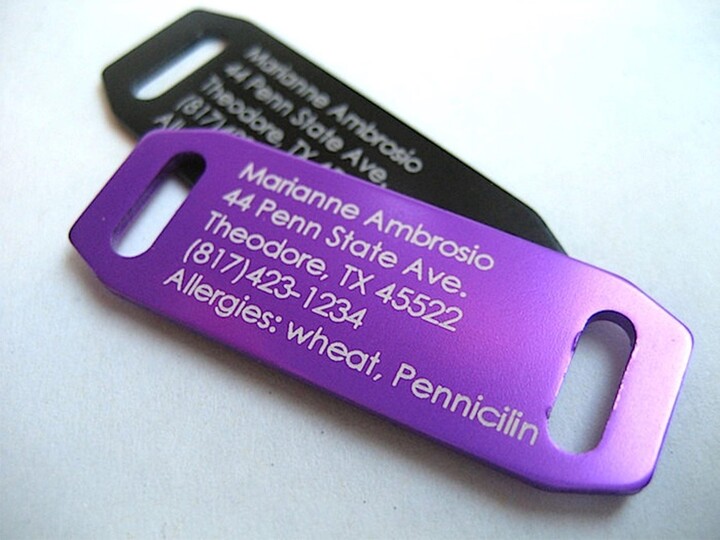 Marianne Ambrosio
44 Penn State Ave,
Theodore, TX
(817)
Marianne Ambrosio
44 Penn State Ave.
Theodore, TX 45522
(817)423-1234
Allergies: wheat, Pennicilin